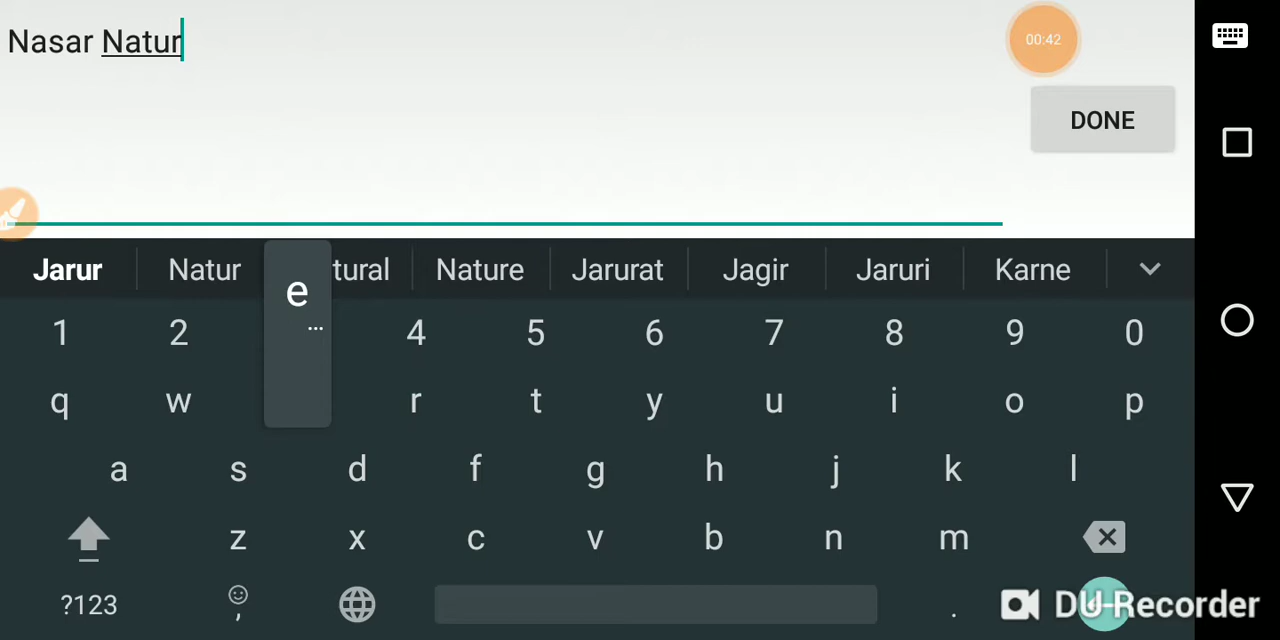 Nasar Natur
00:42
DONE
Jarur Natur tural Nature Jarurat Jagir Jaruri Karne
e
...
1 2 4 5 6 7 8 9 0
q w r t y u i o p
a s d f g h j k l
z x c v b n m
?123 , .
DU-Recorder